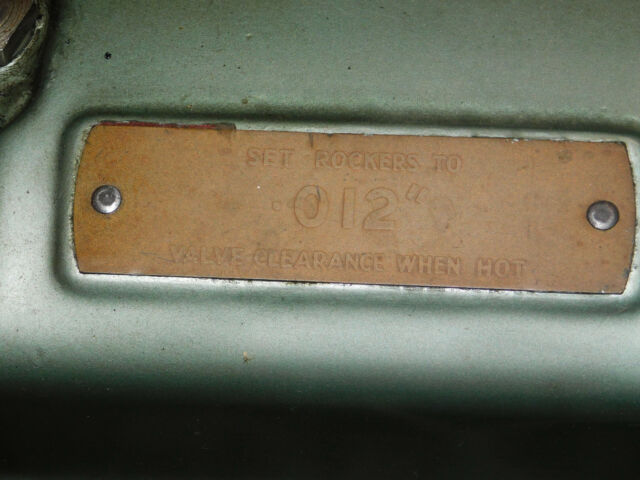 SET ROCKERS TO
.012"
VALVE CLEARANCE WHEN HOT